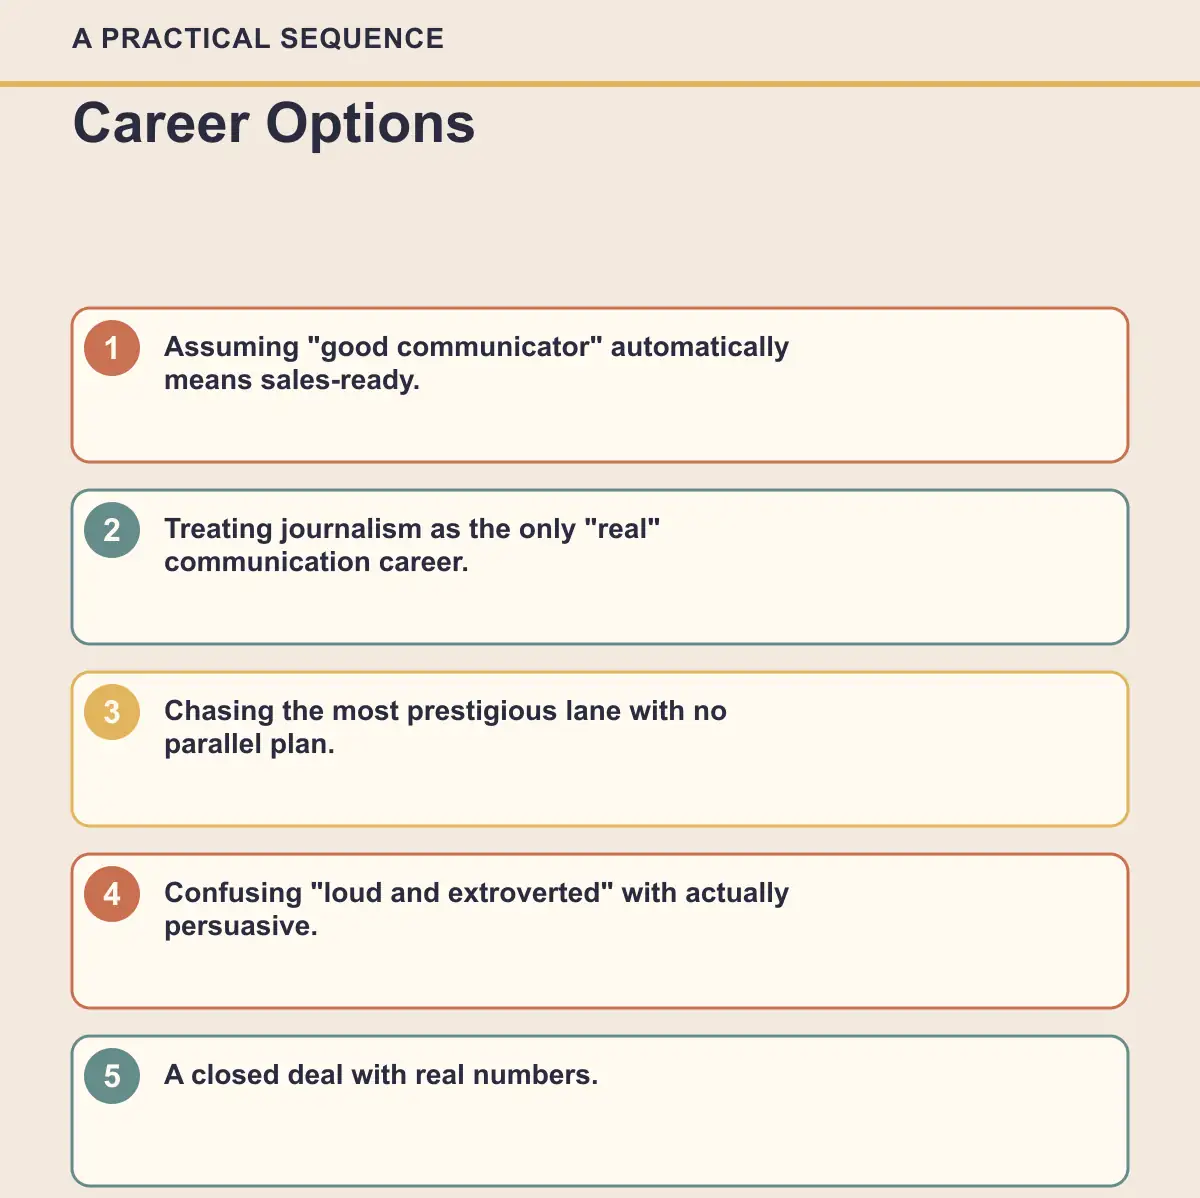 A PRACTICAL SEQUENCE
Career Options
1
Assuming "good communicator" automatically
means sales-ready.
2
Treating journalism as the only "real"
communication career.
3
Chasing the most prestigious lane with no
parallel plan.
4
Confusing "loud and extroverted" with actually
persuasive.
5
A closed deal with real numbers.